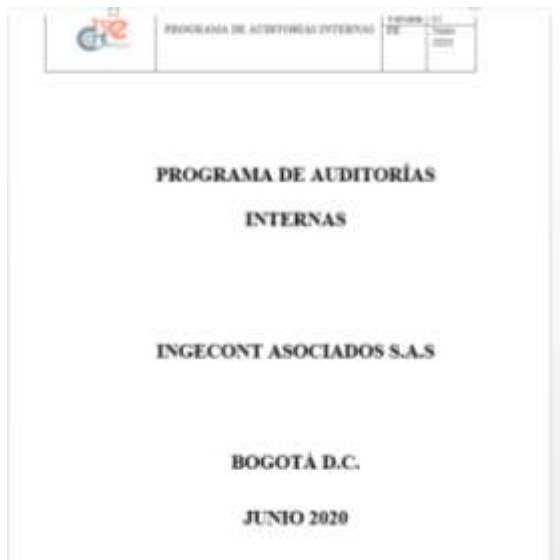 PROGRAMA DE AUDITORÍAS INTERNAS
PROGRAMA DE AUDITORÍAS
INTERNAS
INGECONT ASOCIADOS S.A.S
BOGOTÁ D.C.
JUNIO 2020